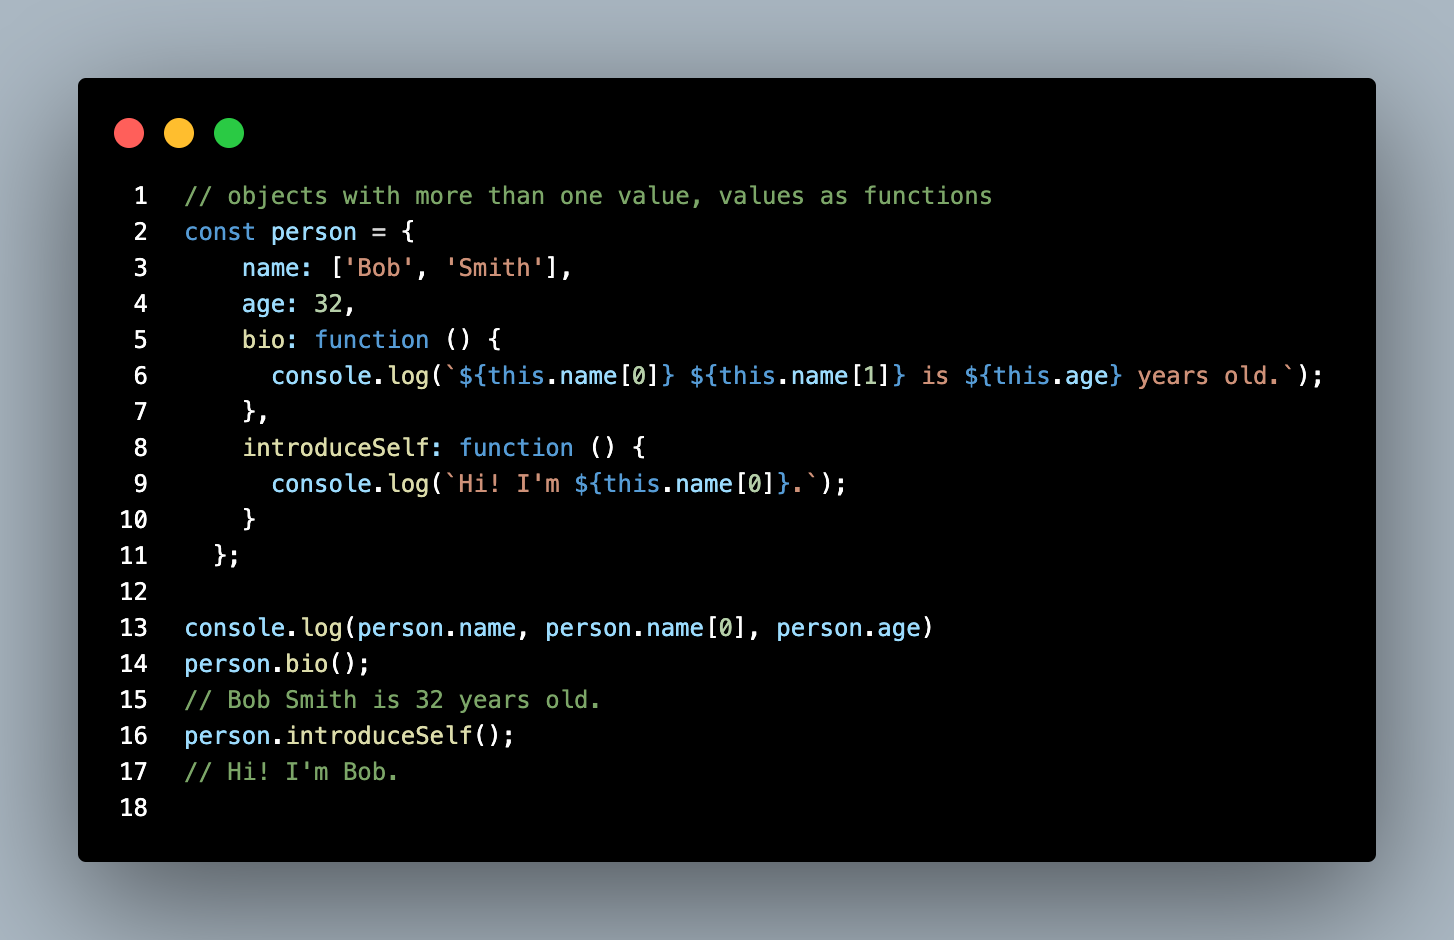 1 // objects with more than one value, values as functions
2 const person = {
3     name: ['Bob', 'Smith'],
4     age: 32,
5     bio: function () {
6       console.log(`${this.name[0]} ${this.name[1]} is ${this.age} years old.`);
7     },
8     introduceSelf: function () {
9       console.log(`Hi! I'm ${this.name[0]}.`);
10     }
11   };
12
13 console.log(person.name, person.name[0], person.age)
14 person.bio();
15 // Bob Smith is 32 years old.
16 person.introduceSelf();
17 // Hi! I'm Bob.
18